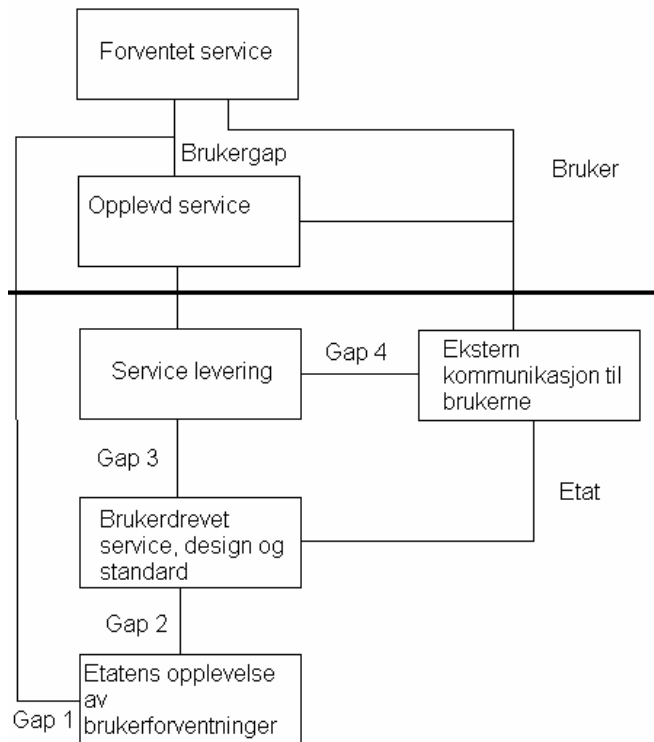 Forventet service
Brukergap
Bruker
Opplevd service
Service levering
Gap 4
Ekstern
kommunikasjon til
brukerne
Gap 3
Etat
Brukerdrevet
service, design og
standard
Gap 2
Etatens opplevelse
av
brukerforventninger
Gap 1